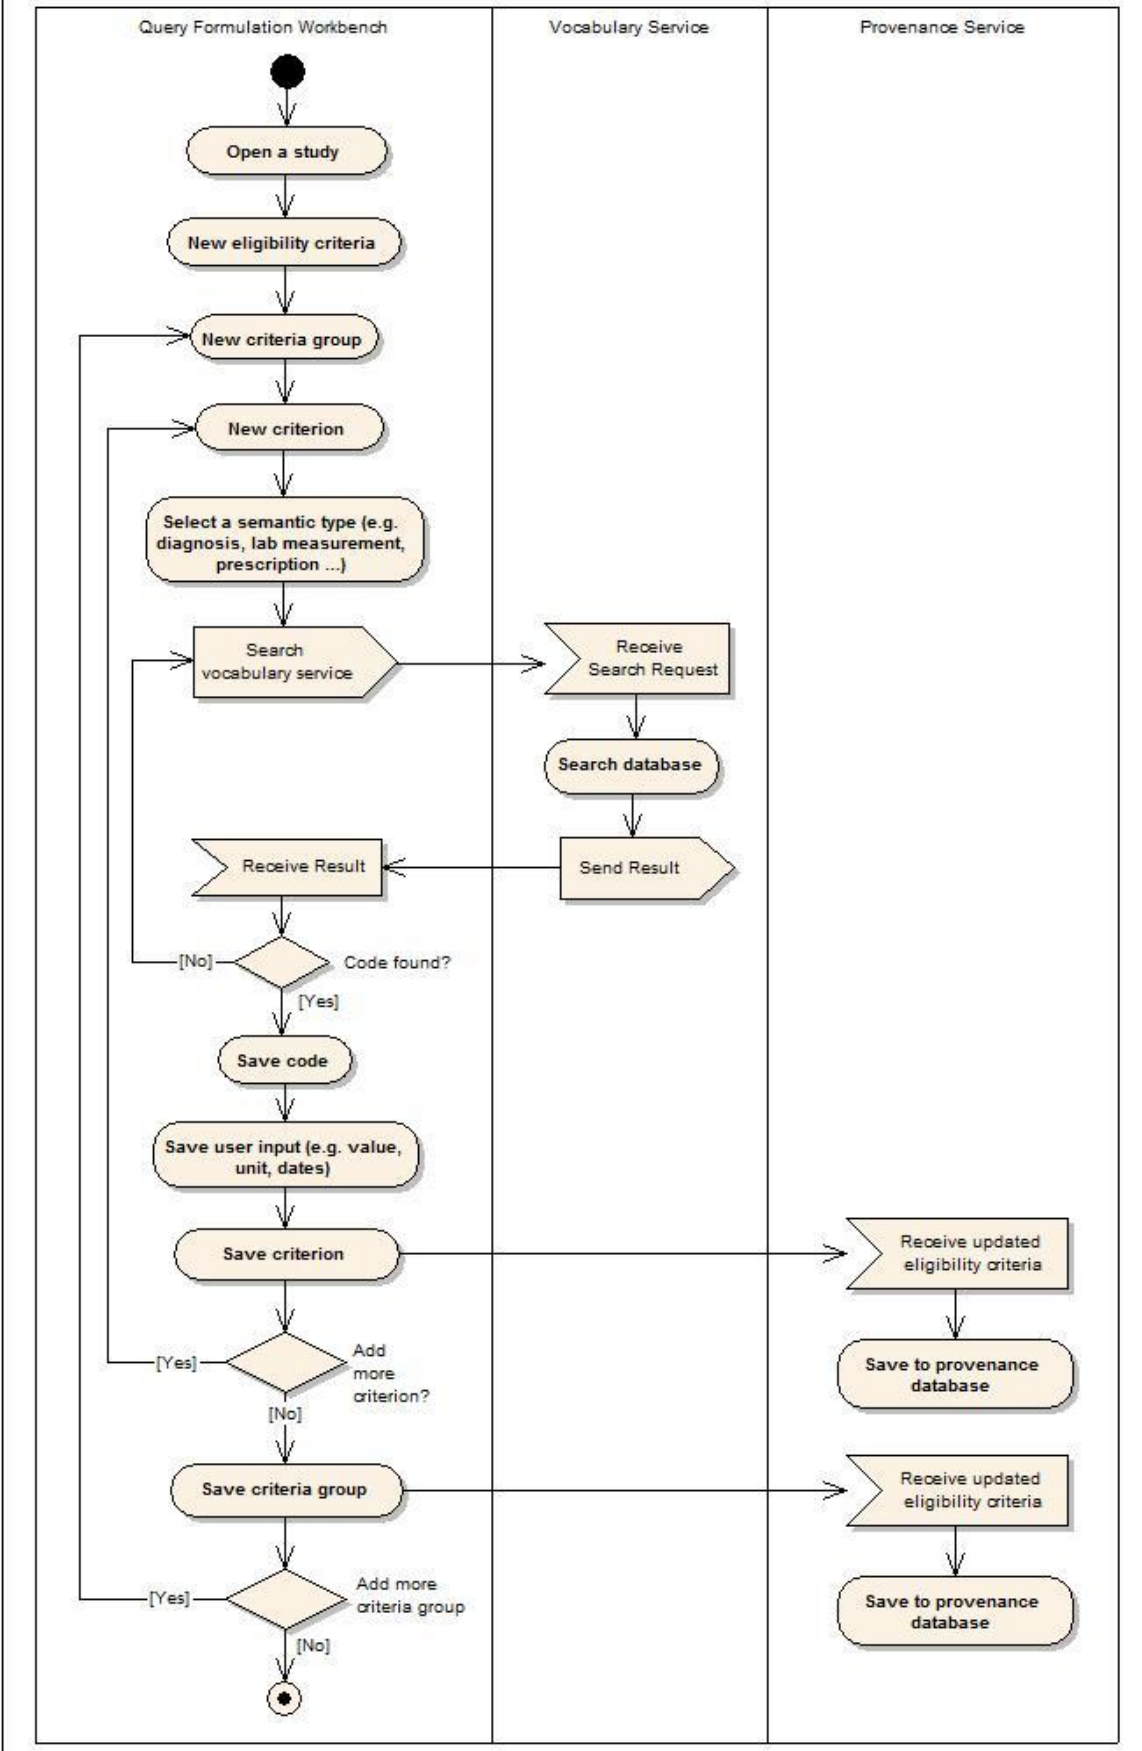 Query Formulation Workbench
Vocabulary Service
Provenance Service
Open a study
New eligibility criteria
New criteria group
New criterion
Select a semantic type (e.g.
diagnosis, lab measurement,
prescription ...)
Search
vocabulary service
Receive
Search Request
Search database
Receive Result
Send Result
[No]
Code found?
[Yes]
Save code
Save user input (e.g. value,
unit, dates)
Save criterion
Receive updated
eligibility criteria
[Yes]
Add
more
criterion?
[No]
Save to provenance
database
Save criteria group
Receive updated
eligibility criteria
[Yes]
Add more
criteria group
[No]
Save to provenance
database